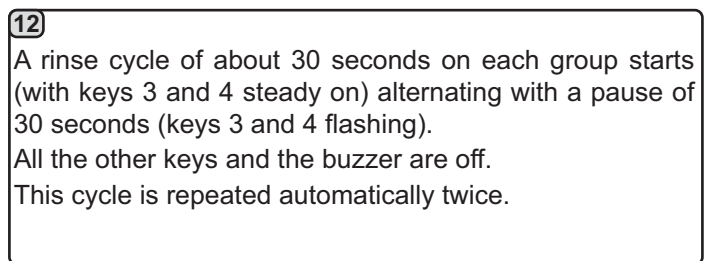 12
A rinse cycle of about 30 seconds on each group starts
(with keys 3 and 4 steady on) alternating with a pause of
30 seconds (keys 3 and 4 flashing).
All the other keys and the buzzer are off.
This cycle is repeated automatically twice.